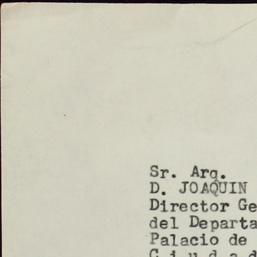 Sr. Arq.
D. JOAQUIN
Director Ge
del Departa
Palacio de
C i u d a d